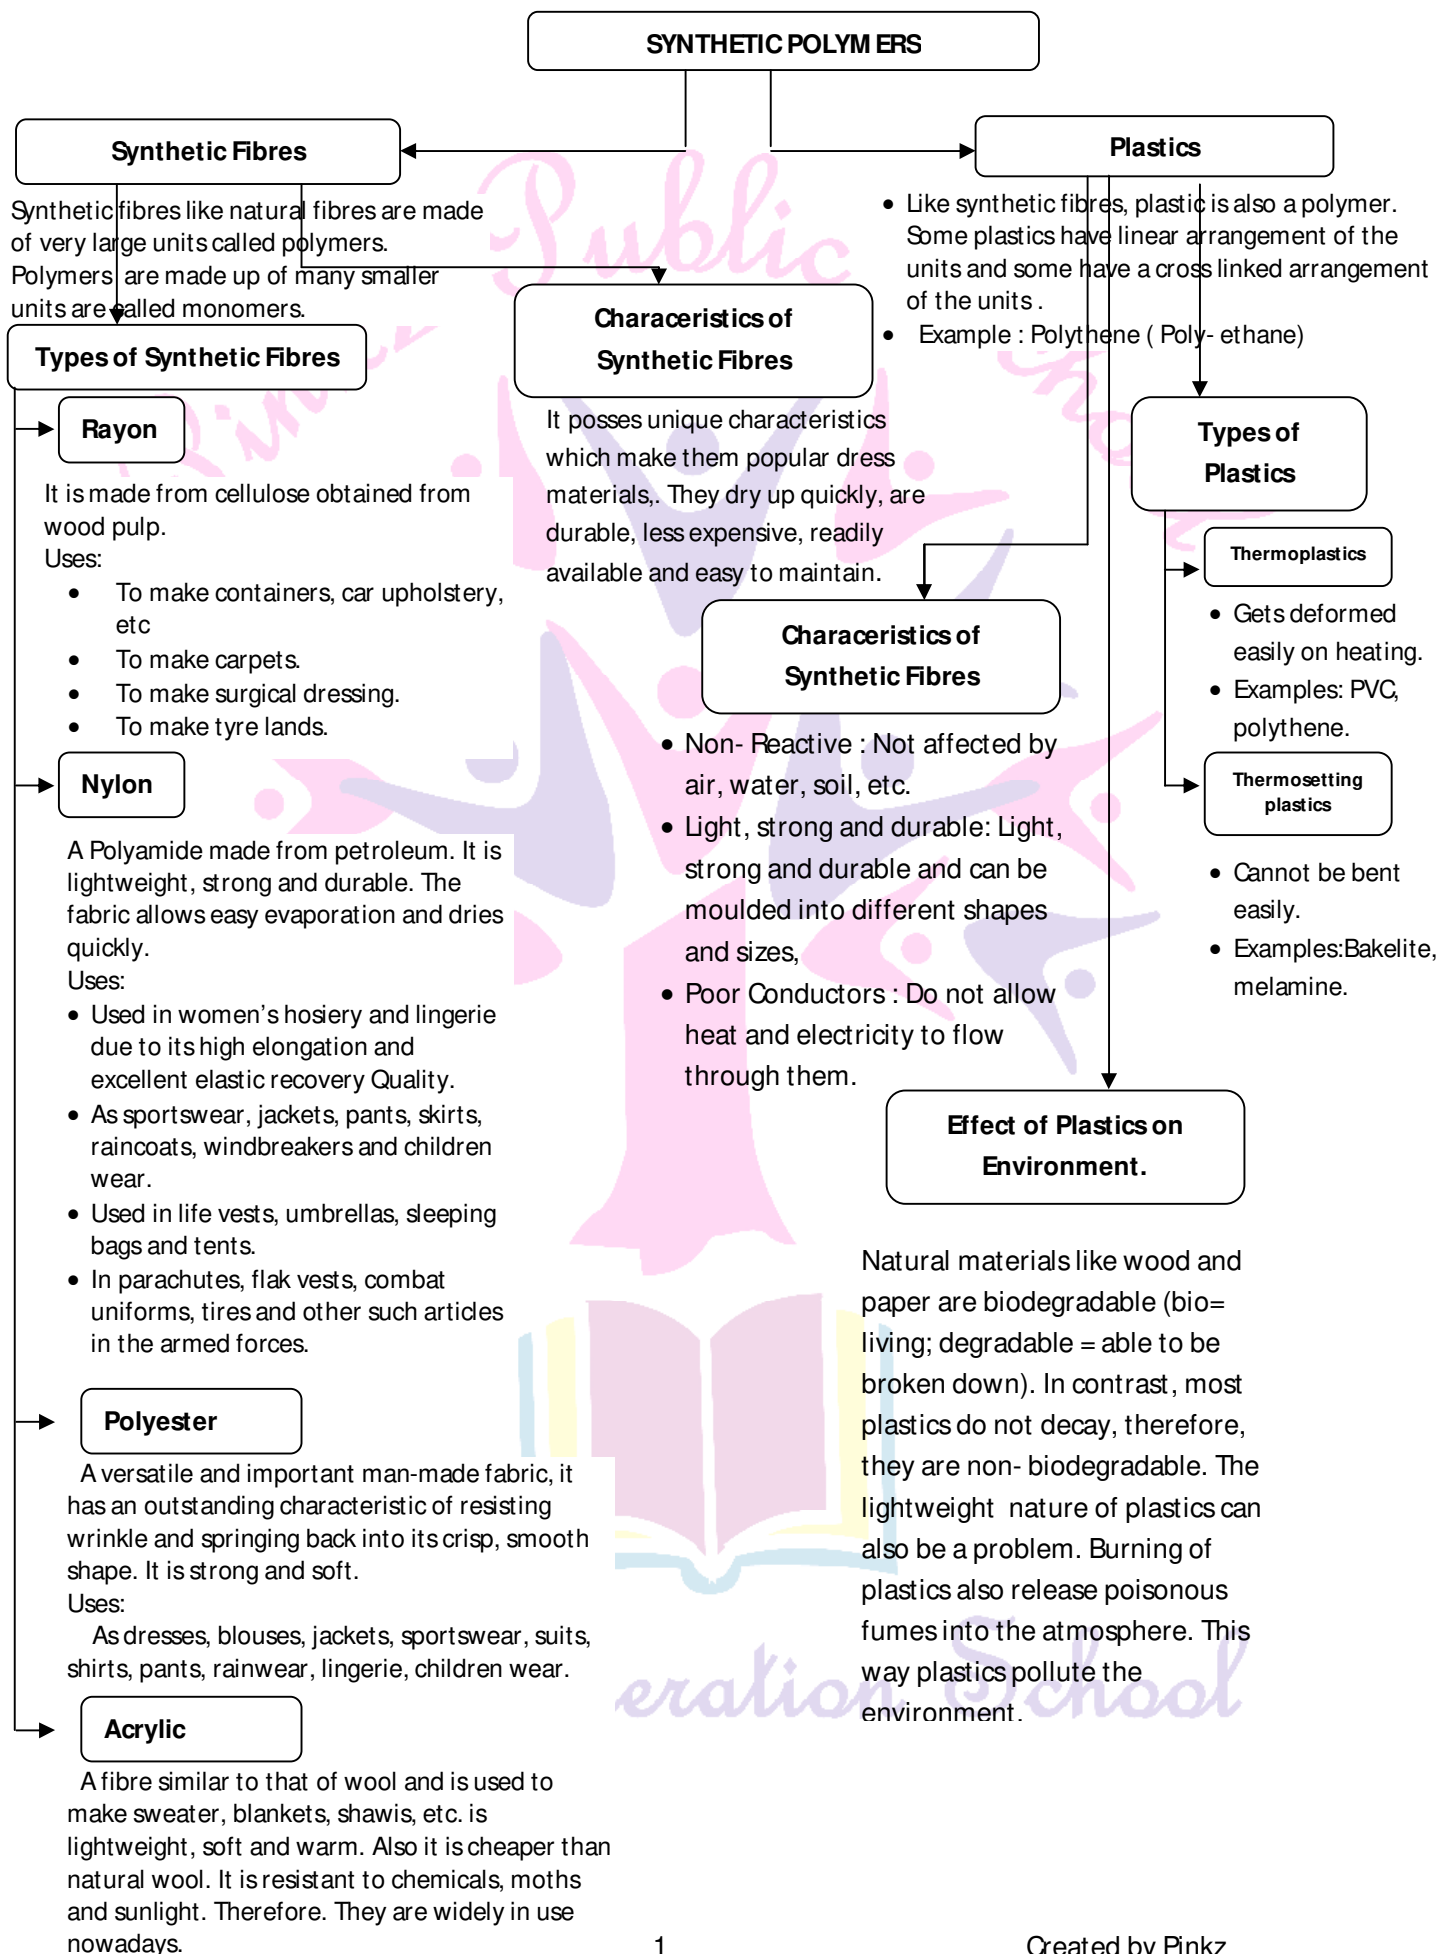 SYNTHETIC POLYMERS
Synthetic Fibres
Synthetic fibres like natural fibres are made
of very large units called polymers.
Polymers are made up of many smaller
units are called monomers.
Types of Synthetic Fibres
Rayon
It is made from cellulose obtained from
wood pulp.
Uses:
• To make containers, car upholstery,
etc
• To make carpets.
• To make surgical dressing.
• To make tyre lands.
Nylon
A Polyamide made from petroleum. It is
lightweight, strong and durable. The
fabric allows easy evaporation and dries
quickly.
Uses:
• Used in women's hosiery and lingerie
due to its high elongation and
excellent elastic recovery Quality.
• As sportswear, jackets, pants, skirts,
raincoats, windbreakers and children
wear.
• Used in life vests, umbrellas, sleeping
bags and tents.
• In parachutes, flak vests, combat
uniforms, tires and other such articles
in the armed forces.
Polyester
A versatile and important man-made fabric, it
has an outstanding characteristic of resisting
wrinkle and springing back into its crisp, smooth
shape. It is strong and soft.
Uses:
As dresses, blouses, jackets, sportswear, suits,
shirts, pants, rainwear, lingerie, children wear.
Acrylic
A fibre similar to that of wool and is used to
make sweater, blankets, shawis, etc. is
lightweight, soft and warm. Also it is cheaper than
natural wool. It is resistant to chemicals, moths
and sunlight. Therefore. They are widely in use
nowadays.
Characeristics of
Synthetic Fibres
It posses unique characteristics
which make them popular dress
materials,. They dry up quickly, are
durable, less expensive, readily
available and easy to maintain.
Plastics
• Like synthetic fibres, plastic is also a polymer.
Some plastics have linear arrangement of the
units and some have a cross linked arrangement
of the units .
• Example : Polythene ( Poly- ethane)
Characeristics of
Synthetic Fibres
• Non- Reactive : Not affected by
air, water, soil, etc.
• Light, strong and durable: Light,
strong and durable and can be
moulded into different shapes
and sizes,
• Poor Conductors : Do not allow
heat and electricity to flow
through them.
Types of
Plastics
Thermoplastics
• Gets deformed
easily on heating.
• Examples: PVC,
polythene.
Thermosetting
plastics
• Cannot be bent
easily.
• Examples:Bakelite,
melamine.
Effect of Plastics on
Environment.
Natural materials like wood and
paper are biodegradable (bio=
living; degradable = able to be
broken down). In contrast, most
plastics do not decay, therefore,
they are non- biodegradable. The
lightweight nature of plastics can
also be a problem. Burning of
plastics also release poisonous
fumes into the atmosphere. This
way plastics pollute the
environment.
Public
School
1
Created by Pinkz